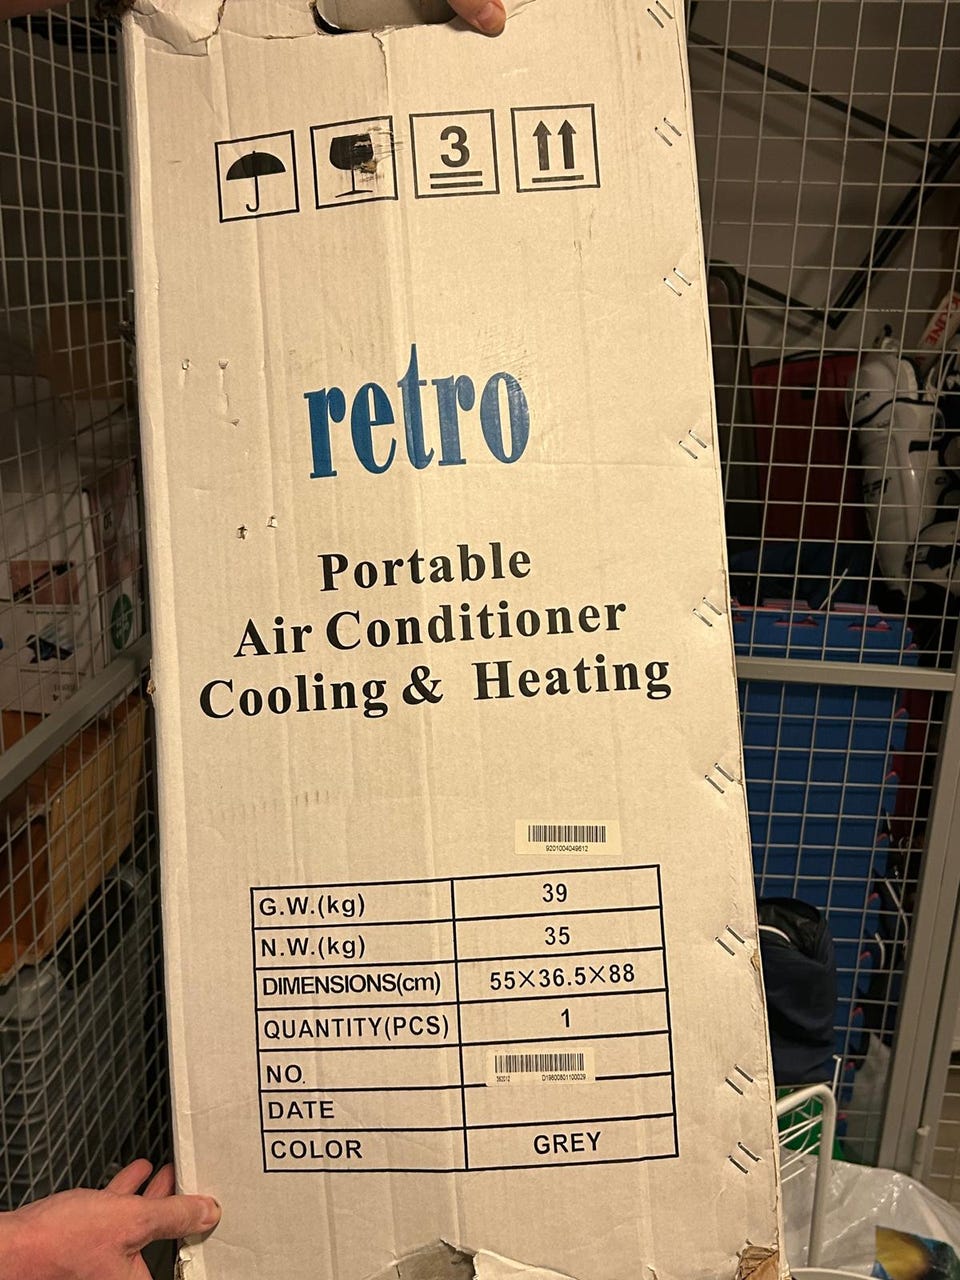 3
retro
Portable
Air Conditioner
Cooling & Heating
9201004049612
G.W.(kg) 39
N.W.(kg) 35
DIMENSIONS(cm) 55×36.5×88
QUANTITY(PCS) 1
NO.
DATE
COLOR GREY